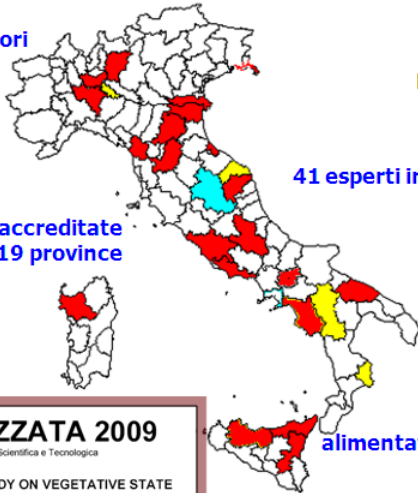 ori
41 esperti in
accreditate
19 province
ZZATA 2009
Scientifica e Tecnologica
DY ON VEGETATIVE STATE
alimenta